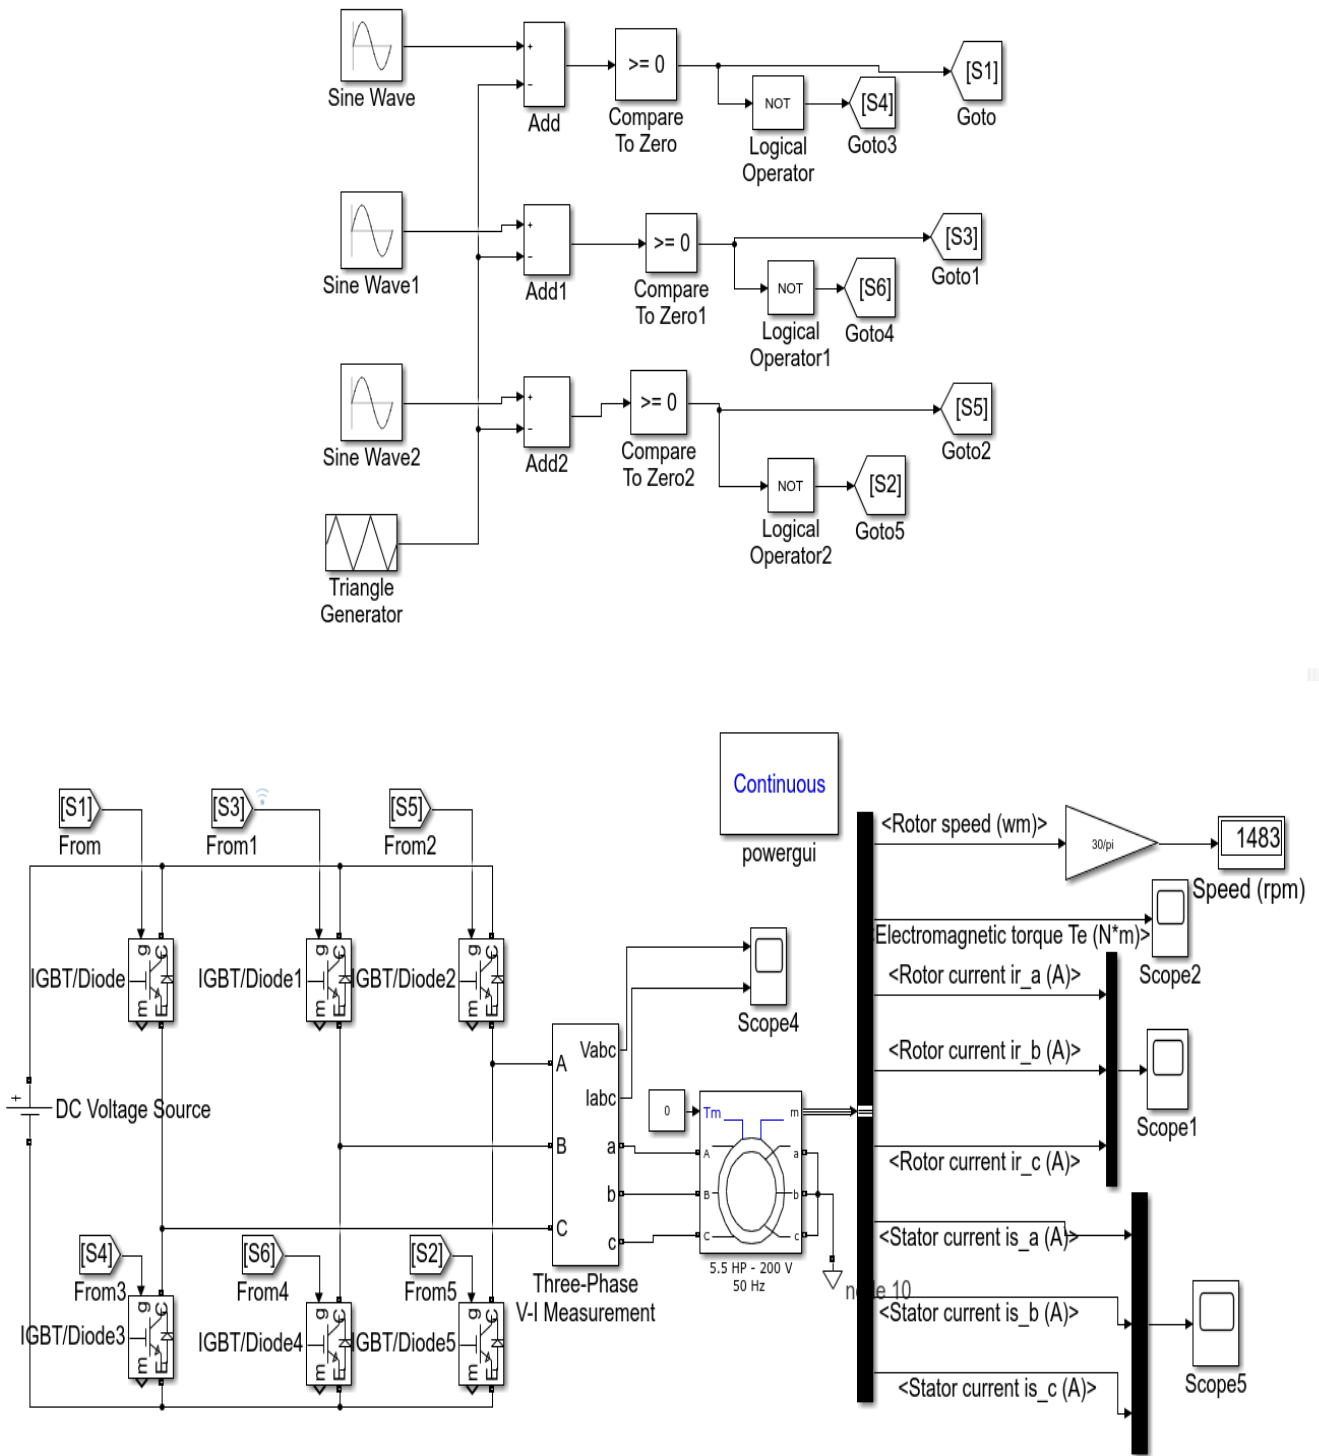 +
-
>= 0
[S1]
NOT
[S4]
Sine Wave
Add
Compare
To Zero
Goto
Logical
Operator
Goto3
+
-
>= 0
[S3]
NOT
[S6]
Sine Wave1
Add1
Compare
To Zero1
Goto1
Logical
Operator1
Goto4
+
-
>= 0
[S5]
Sine Wave2
Add2
Compare
To Zero2
Goto2
NOT
[S2]
Logical
Operator2
Goto5
Triangle
Generator
Continuous
powergui
[S1]
From
[S3]
From1
[S5]
From2
g
C
m
E
IGBT/Diode
g
C
m
E
IGBT/Diode1
g
C
m
E
IGBT/Diode2
+
DC Voltage Source
[S4]
From3
[S6]
From4
[S2]
From5
g
C
m
E
IGBT/Diode3
g
C
m
E
IGBT/Diode4
g
C
m
E
IGBT/Diode5
Vabc
A
Iabc
B
a
b
C
c
Three-Phase
V-I Measurement
Scope4
0
Tm
m
A
a
B
b
C
c
5.5 HP - 200 V
50 Hz
node 10
<Rotor speed (wm)>
30/pi
1483
Speed (rpm)
<Electromagnetic torque Te (N*m)>
Scope2
<Rotor current ir_a (A)>
<Rotor current ir_b (A)>
<Rotor current ir_c (A)>
Scope1
<Stator current is_a (A)>
<Stator current is_b (A)>
<Stator current is_c (A)>
Scope5